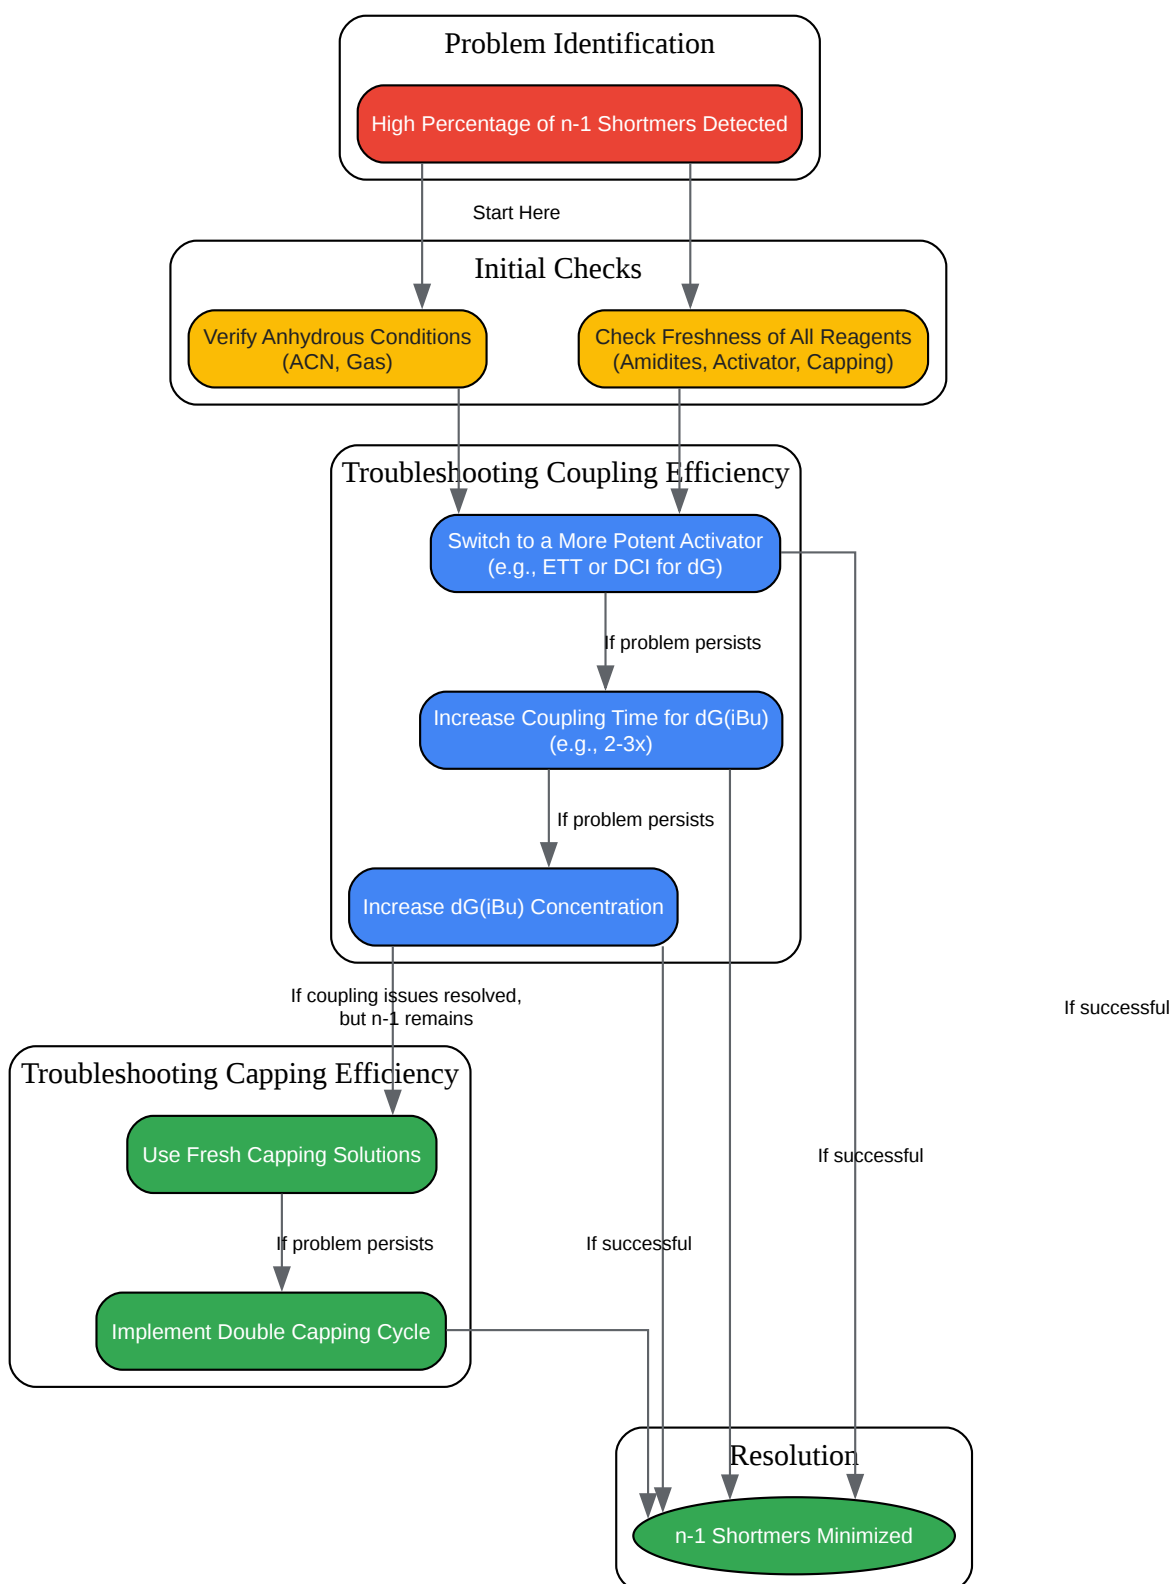 Problem Identification
High Percentage of n-1 Shortmers Detected
Start Here
Initial Checks
Verify Anhydrous Conditions
(ACN, Gas)
Check Freshness of All Reagents
(Amidites, Activator, Capping)
Troubleshooting Coupling Efficiency
Switch to a More Potent Activator
(e.g., ETT or DCI for dG)
If problem persists
Increase Coupling Time for dG(iBu)
(e.g., 2-3x)
If problem persists
Increase dG(iBu) Concentration
If coupling issues resolved,
but n-1 remains
If successful
Troubleshooting Capping Efficiency
Use Fresh Capping Solutions
If successful
If problem persists
If successful
Implement Double Capping Cycle
Resolution
n-1 Shortmers Minimized